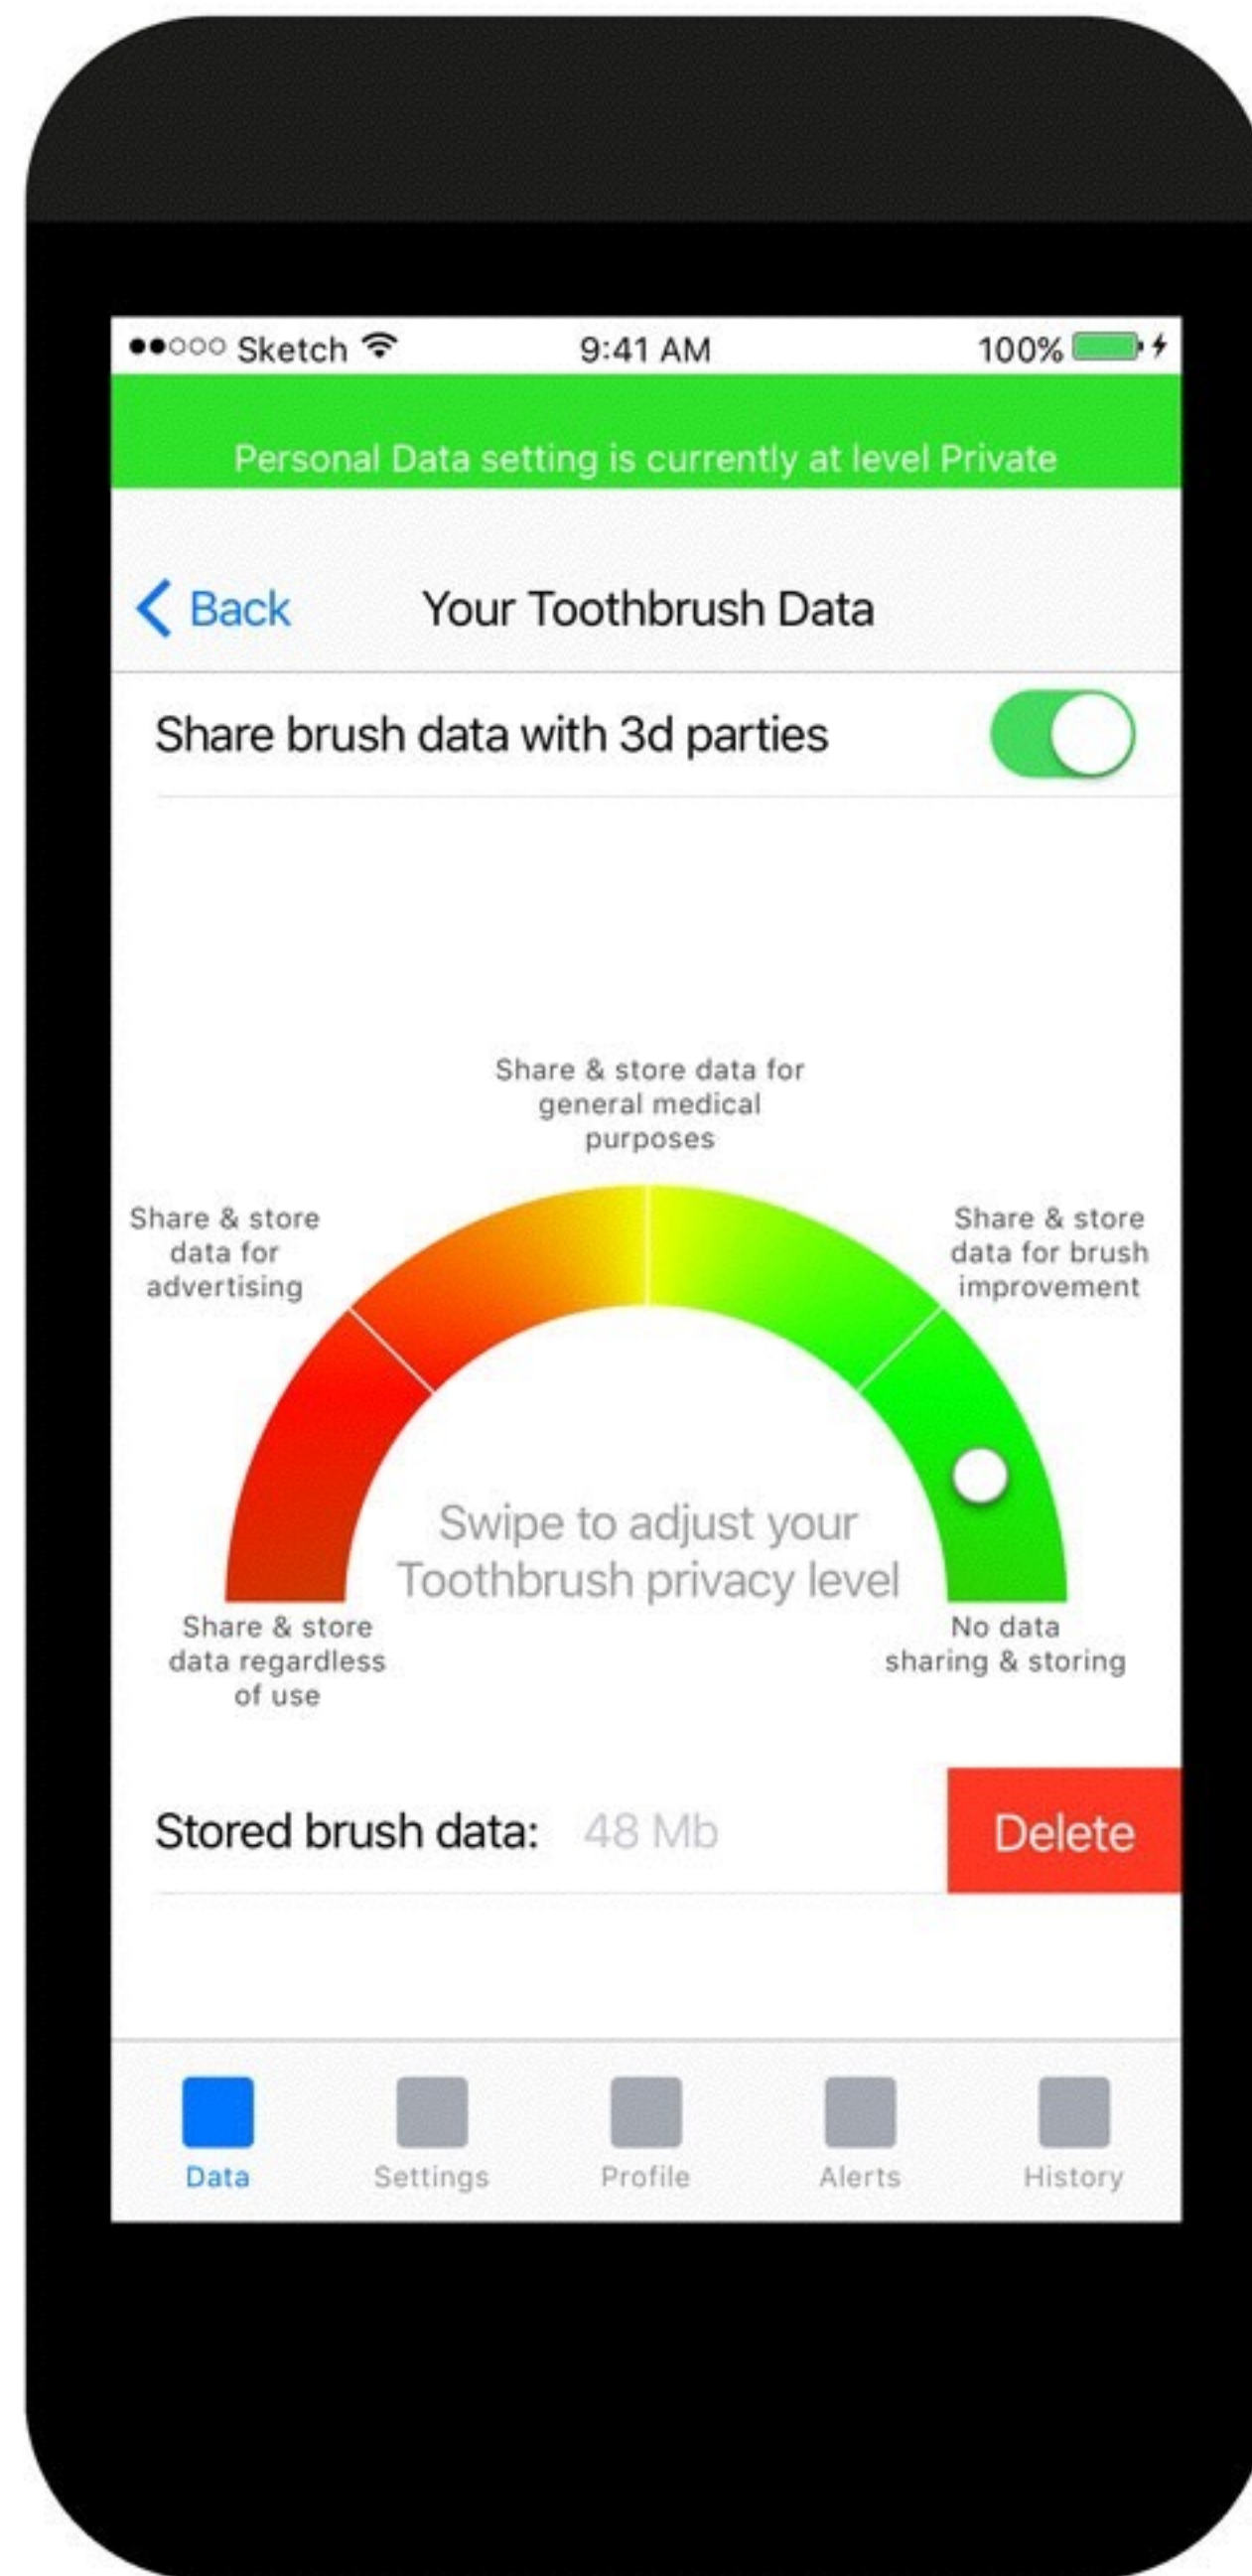 Sketch 9:41 AM 100%
Personal Data setting is currently at level Private
Back Your Toothbrush Data
Share brush data with 3d parties
Share & store data for
general medical
purposes
Share & store
data for
advertising
Share & store
data for brush
improvement
Swipe to adjust your
Toothbrush privacy level
Share & store
data regardless
of use
No data
sharing & storing
Stored brush data: 48 Mb Delete
Data Settings Profile Alerts History